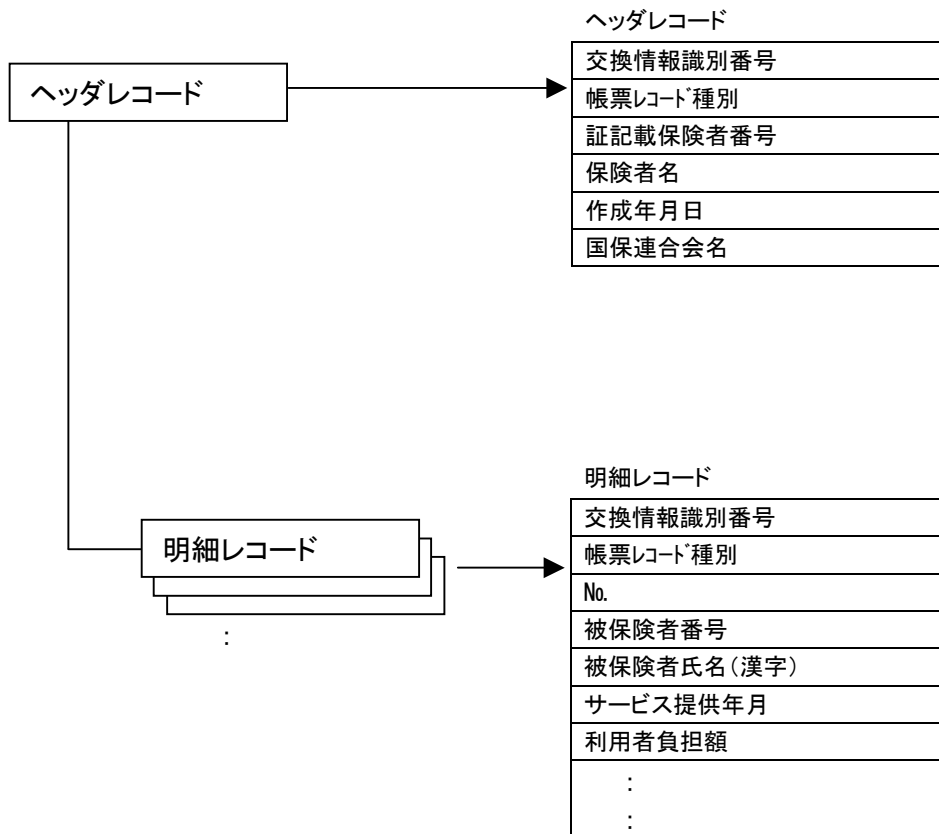 ヘッダレコード
ヘッダレコード
交換情報識別番号
帳票ﾚｺｰﾄﾞ種別
証記載保険者番号
保険者名
作成年月日
国保連合会名
明細レコード
明細レコード
:
交換情報識別番号
帳票ﾚｺｰﾄﾞ種別
№.
被保険者番号
被保険者氏名(漢字)
サービス提供年月
利用者負担額
:
: